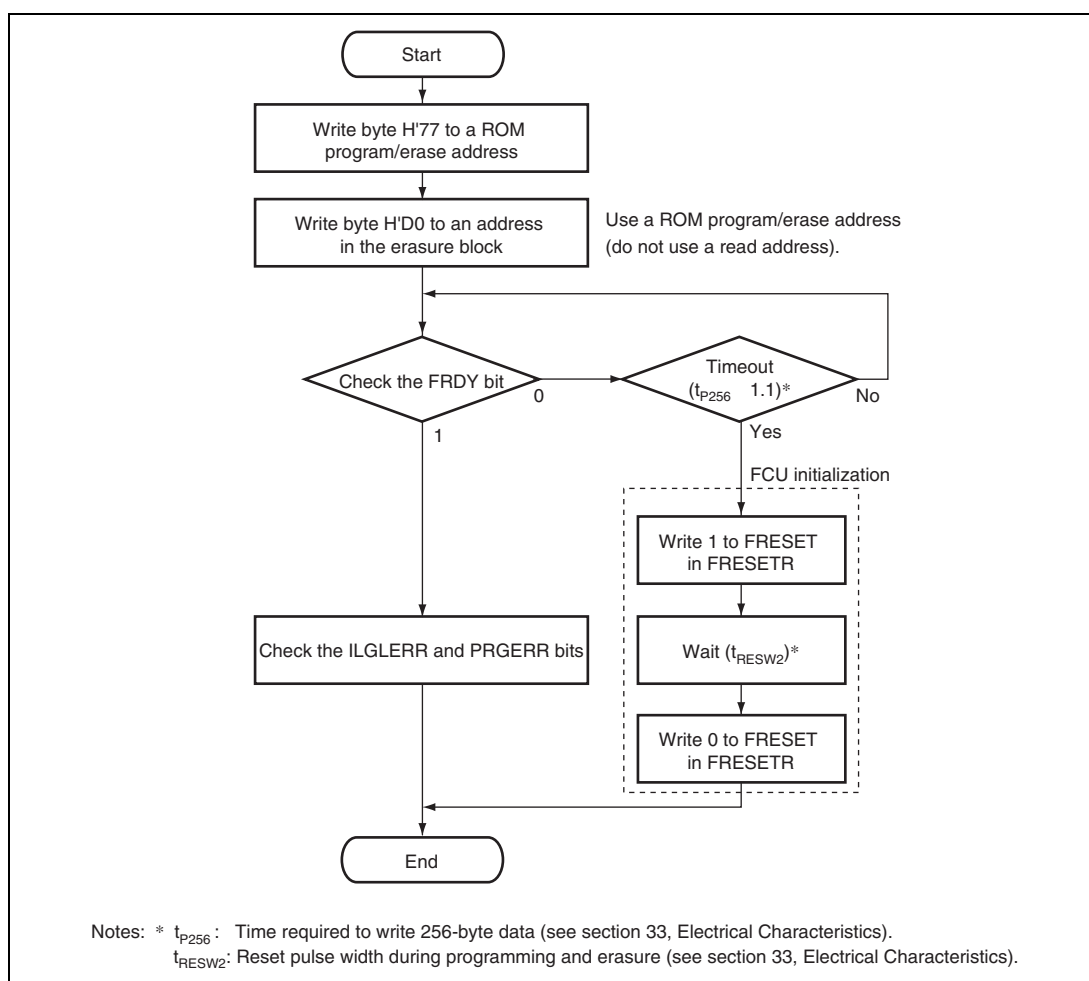 Start
Write byte H'77 to a ROM
program/erase address
Write byte H'D0 to an address
in the erasure block
Use a ROM program/erase address
(do not use a read address).
Check the FRDY bit
0
1
Timeout
(tP256 1.1)*
No
Yes
FCU initialization
Write 1 to FRESET
in FRESETR
Check the ILGLERR and PRGERR bits
Wait (tRESW2)*
Write 0 to FRESET
in FRESETR
End
Notes: * tP256 : Time required to write 256-byte data (see section 33, Electrical Characteristics).
tRESW2: Reset pulse width during programming and erasure (see section 33, Electrical Characteristics).